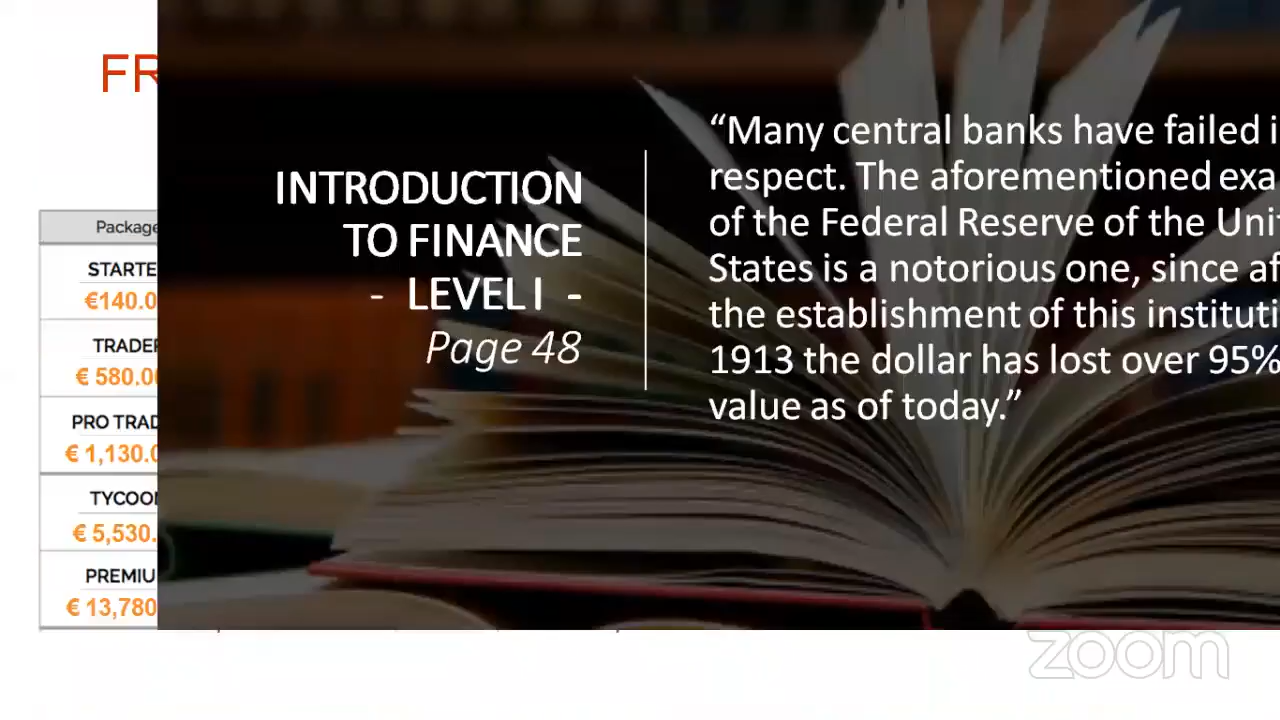 FR
Package
STARTE
€140.0
TRADER
€ 580.00
PRO TRAD
€ 1,130.0
TYCOON
€ 5,530.
PREMIU
€ 13,780
INTRODUCTION
TO FINANCE
- LEVEL I -
Page 48
“Many central banks have failed i
respect. The aforementioned exa
of the Federal Reserve of the Uni
States is a notorious one, since af
the establishment of this instituti
1913 the dollar has lost over 95%
value as of today.”
zoom